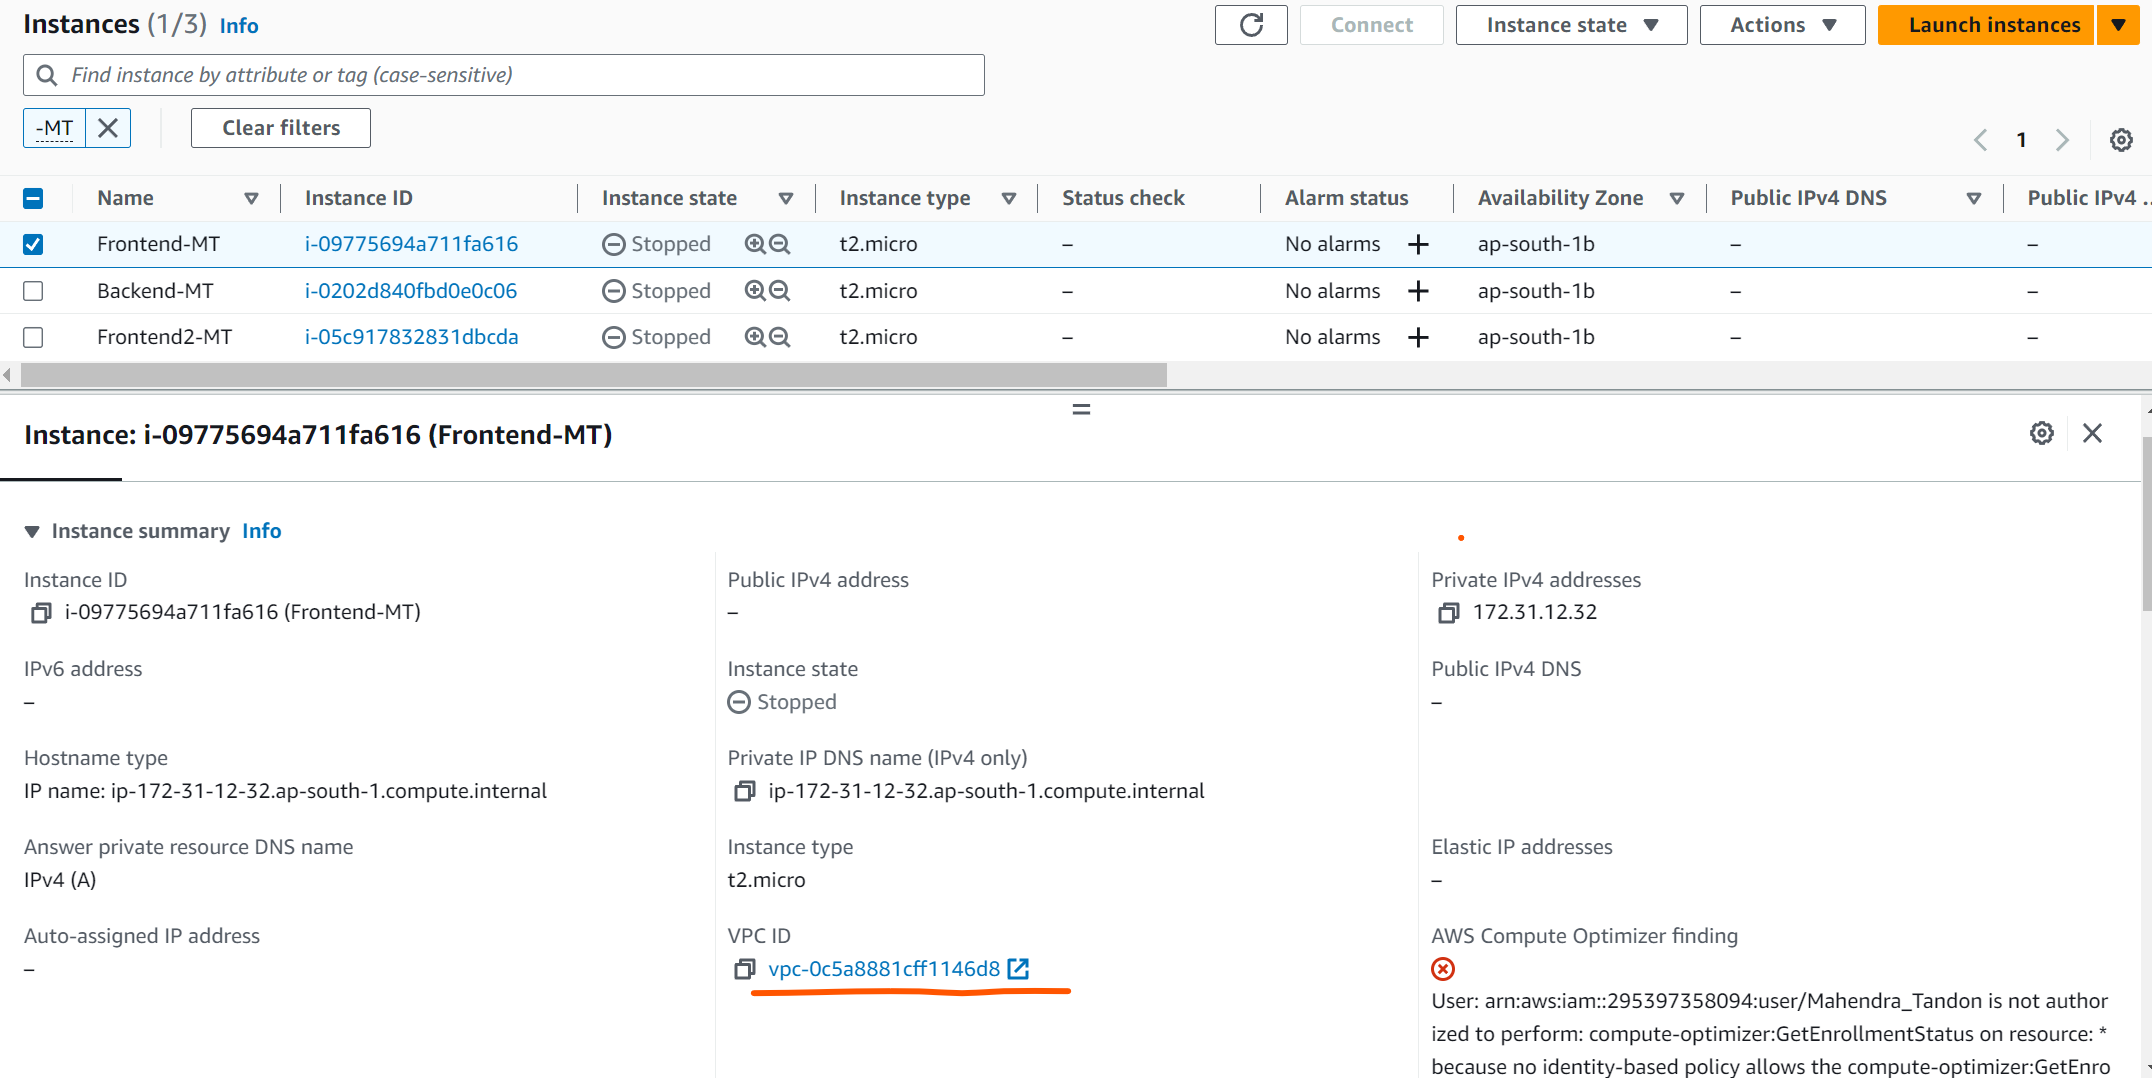 Instances (1/3) Info
Connect
Instance state
Actions
Launch instances
Find instance by attribute or tag (case-sensitive)
-MT
Clear filters
1
Name Instance ID Instance state Instance type Status check Alarm status Availability Zone Public IPv4 DNS Public IPv4 ...
Frontend-MT i-09775694a711fa616 Stopped t2.micro – No alarms + ap-south-1b – –
Backend-MT i-0202d840fbd0e0c06 Stopped t2.micro – No alarms + ap-south-1b – –
Frontend2-MT i-05c917832831dbcda Stopped t2.micro – No alarms + ap-south-1b – –
Instance: i-09775694a711fa616 (Frontend-MT)
Instance summary Info
Instance ID
i-09775694a711fa616 (Frontend-MT)
Public IPv4 address
–
Private IPv4 addresses
172.31.12.32
IPv6 address
–
Instance state
Stopped
Public IPv4 DNS
–
Hostname type
IP name: ip-172-31-12-32.ap-south-1.compute.internal
Private IP DNS name (IPv4 only)
ip-172-31-12-32.ap-south-1.compute.internal
Answer private resource DNS name
IPv4 (A)
Instance type
t2.micro
Elastic IP addresses
–
Auto-assigned IP address
–
VPC ID
vpc-0c5a8881cff1146d8
AWS Compute Optimizer finding
User: arn:aws:iam::295397358094:user/Mahendra_Tandon is not author
ized to perform: compute-optimizer:GetEnrollmentStatus on resource: *
because no identity-based policy allows the compute-optimizer:GetEnro